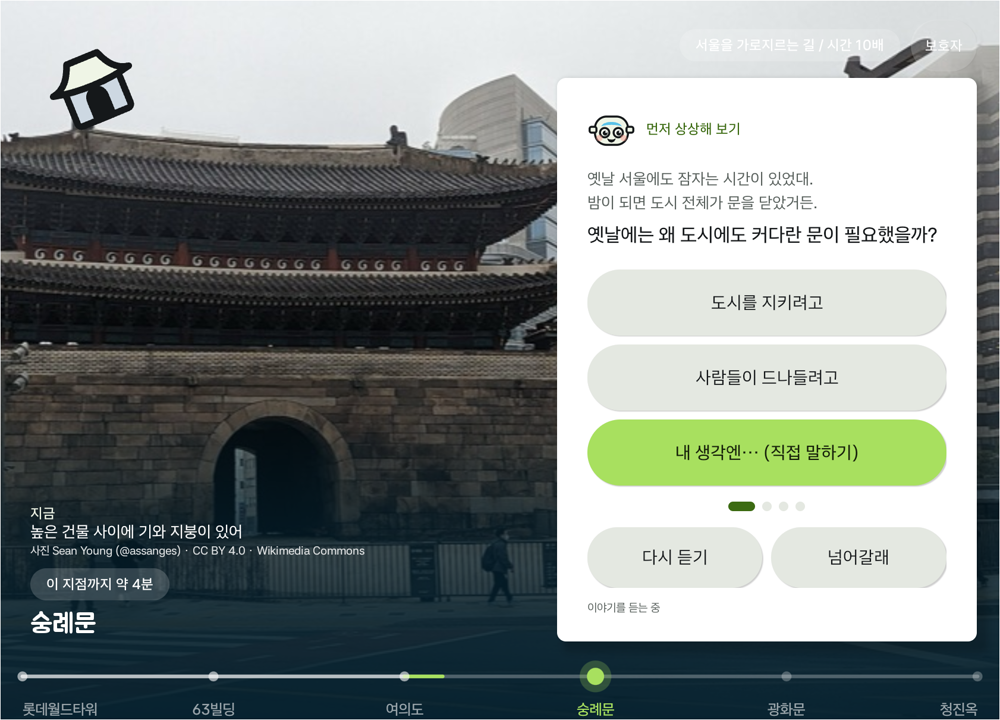 서울을 가로지르는 길 / 시간 10배
보호자
먼저 상상해 보기
옛날 서울에도 잠자는 시간이 있었대.
밤이 되면 도시 전체가 문을 닫았거든.
옛날에는 왜 도시에도 커다란 문이 필요했을까?
도시를 지키려고
사람들이 드나들려고
내 생각엔… (직접 말하기)
다시 듣기
넘어갈래
이야기를 듣는 중
지금
높은 건물 사이에 기와 지붕이 있어
사진 Sean Young (@assanges) · CC BY 4.0 · Wikimedia Commons
이 지점까지 약 4분
숭례문
롯데월드타워
63빌딩
여의도
숭례문
광화문
청진옥